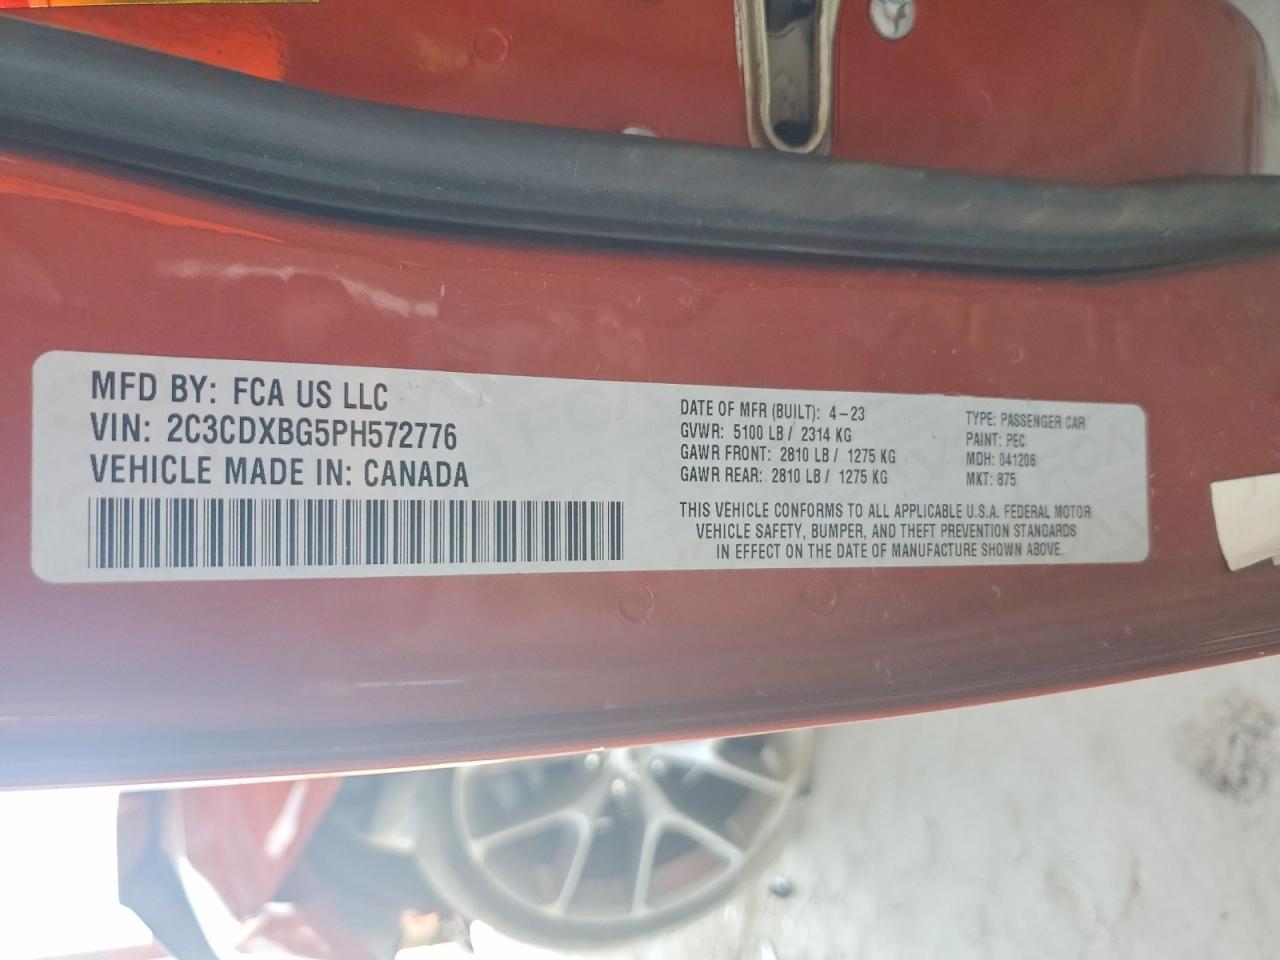 MFD BY: FCA US LLC
VIN: 2C3CDXBG5PH572776
VEHICLE MADE IN: CANADA
DATE OF MFR (BUILT): 4-23
GVWR: 5100 LB / 2314 KG
GAWR FRONT: 2810 LB / 1275 KG
GAWR REAR: 2810 LB / 1275 KG
TYPE: PASSENGER CAR
PAINT: PEC
MDH: 041206
MKT: 875
THIS VEHICLE CONFORMS TO ALL APPLICABLE U.S.A. FEDERAL MOTOR
VEHICLE SAFETY, BUMPER, AND THEFT PREVENTION STANDARDS
IN EFFECT ON THE DATE OF MANUFACTURE SHOWN ABOVE.